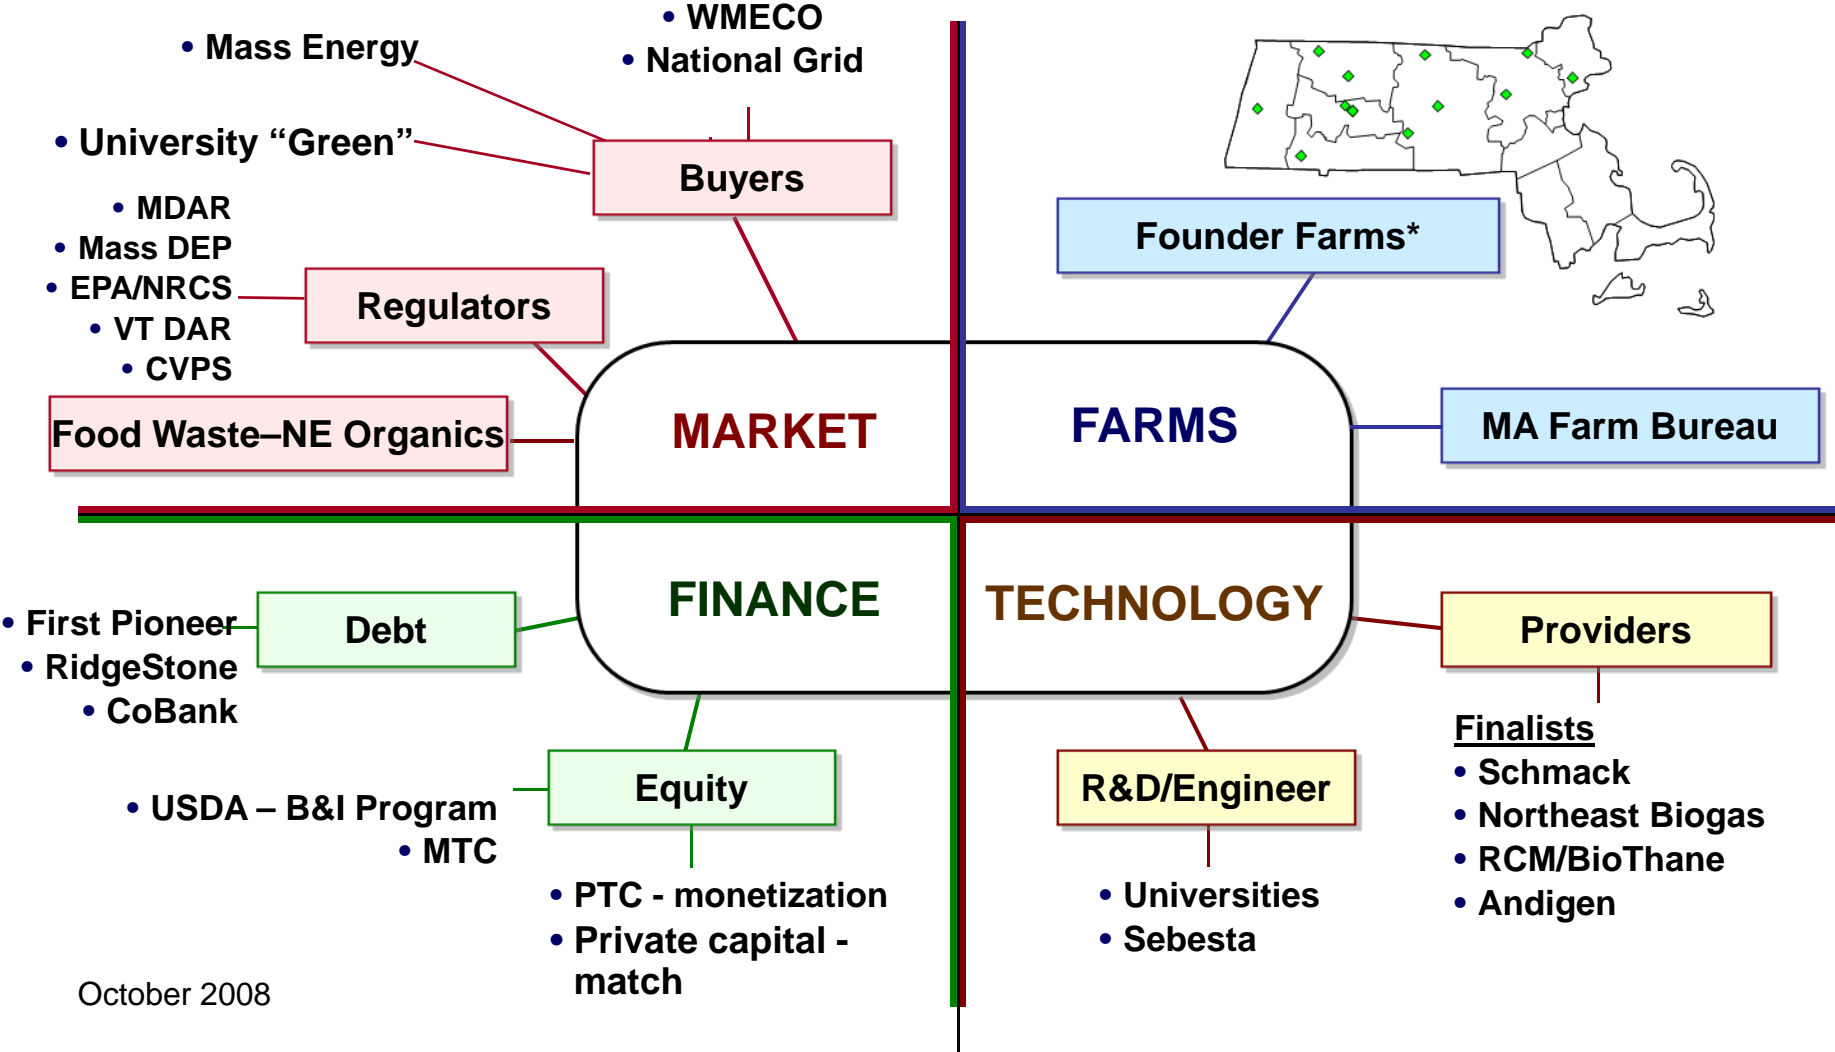 • WMECO
• National Grid
• Mass Energy
• University “Green”
Buyers
• MDAR
• Mass DEP
• EPA/NRCS
• VT DAR
• CVPS
Regulators
Food Waste–NE Organics
MARKET
Founder Farms*
FARMS
MA Farm Bureau
FINANCE
Debt
• First Pioneer
• RidgeStone
• CoBank
Equity
• USDA – B&I Program
• MTC
• PTC - monetization
• Private capital -
match
TECHNOLOGY
Providers
Finalists
• Schmack
• Northeast Biogas
• RCM/BioThane
• Andigen
R&D/Engineer
• Universities
• Sebesta
October 2008